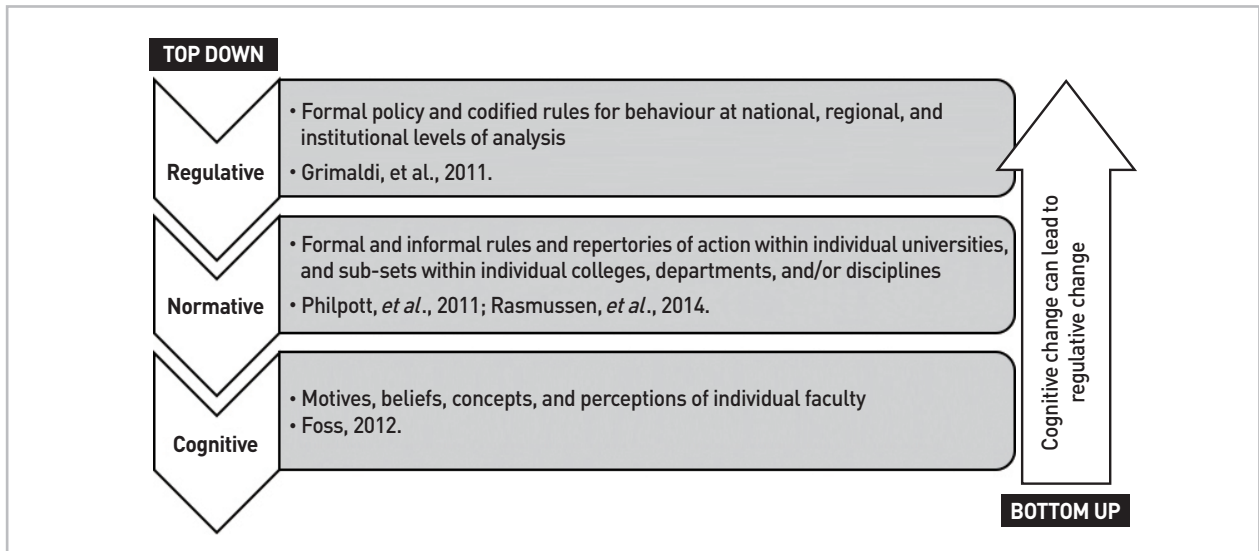 TOP DOWN
Regulative
• Formal policy and codified rules for behaviour at national, regional, and
institutional levels of analysis
• Grimaldi, et al., 2011.
Normative
• Formal and informal rules and repertories of action within individual universities,
and sub-sets within individual colleges, departments, and/or disciplines
• Philpott, et al., 2011; Rasmussen, et al., 2014.
Cognitive
• Motives, beliefs, concepts, and perceptions of individual faculty
• Foss, 2012.
Cognitive change can lead to
regulative change
BOTTOM UP